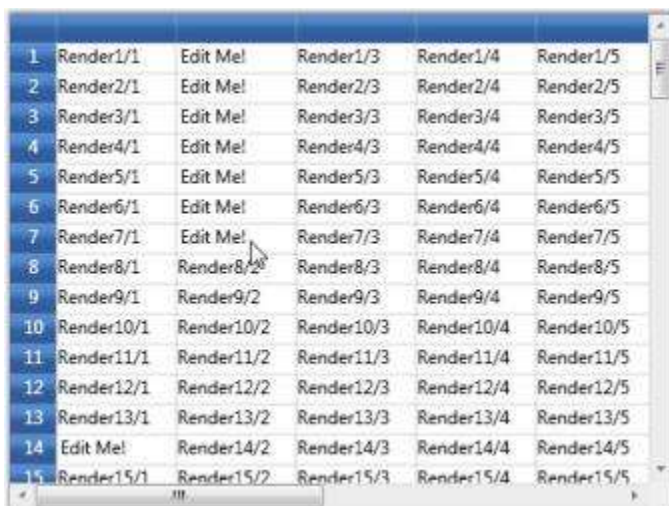 1 Render1/1 Edit Me! Render1/3 Render1/4 Render1/5
2 Render2/1 Edit Me! Render2/3 Render2/4 Render2/5
3 Render3/1 Edit Me! Render3/3 Render3/4 Render3/5
4 Render4/1 Edit Me! Render4/3 Render4/4 Render4/5
5 Render5/1 Edit Me! Render5/3 Render5/4 Render5/5
6 Render6/1 Edit Me! Render6/3 Render6/4 Render6/5
7 Render7/1 Edit Me! Render7/3 Render7/4 Render7/5
8 Render8/1 Render8/2 Render8/3 Render8/4 Render8/5
9 Render9/1 Render9/2 Render9/3 Render9/4 Render9/5
10 Render10/1 Render10/2 Render10/3 Render10/4 Render10/5
11 Render11/1 Render11/2 Render11/3 Render11/4 Render11/5
12 Render12/1 Render12/2 Render12/3 Render12/4 Render12/5
13 Render13/1 Render13/2 Render13/3 Render13/4 Render13/5
14 Edit Me! Render14/2 Render14/3 Render14/4 Render14/5
15 Render15/1 Render15/2 Render15/3 Render15/4 Render15/5